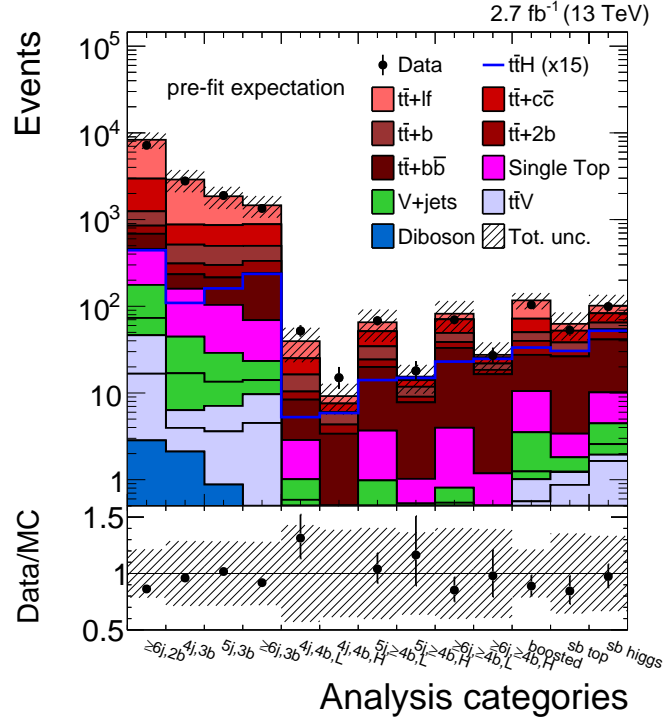 2.7 fb⁻¹ (13 TeV)
Events
10⁵
10⁴
10³
10²
10
1
pre-fit expectation
Data
tt̄H (x15)
tt̄+lf
tt̄+cc̄
tt̄+b
tt̄+2b
tt̄+bb̄
Single Top
V+jets
tt̄V
Diboson
Tot. unc.
Data/MC
1.5
1
0.5
≥6j,2b
4j,3b
5j,3b
≥6j,3b
4j,4b,L
4j,4b,H
5j,≥4b,L
5j,≥4b,H
≥6j,≥4b,L
≥6j,≥4b,H
boosted
sb top
sb higgs
Analysis categories